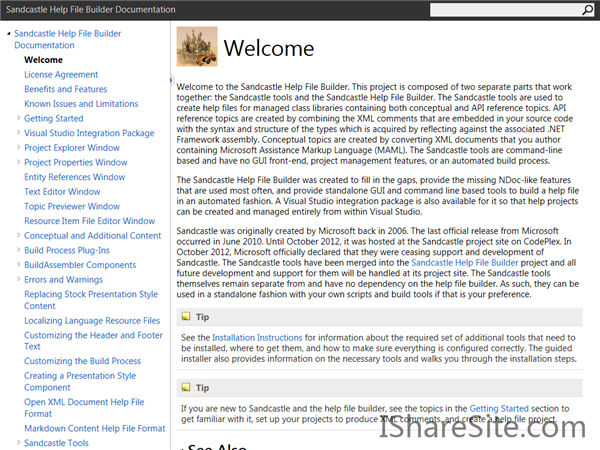 Sandcastle Help File Builder Documentation
Sandcastle Help File Builder
Documentation
Welcome
License Agreement
Benefits and Features
Known Issues and Limitations
Getting Started
Visual Studio Integration Package
Project Explorer Window
Project Properties Window
Entity References Window
Text Editor Window
Topic Previewer Window
Resource Item File Editor Window
Conceptual and Additional Content
Build Process Plug-Ins
BuildAssembler Components
Errors and Warnings
Replacing Stock Presentation Style
Content
Localizing Language Resource Files
Customizing the Header and Footer
Text
Customizing the Build Process
Creating a Presentation Style
Component
Open XML Document Help File
Format
Markdown Content Help File Format
Sandcastle Tools
Welcome
Welcome to the Sandcastle Help File Builder. This project is composed of two separate parts that work
together: the Sandcastle tools and the Sandcastle Help File Builder. The Sandcastle tools are used to
create help files for managed class libraries containing both conceptual and API reference topics. API
reference topics are created by combining the XML comments that are embedded in your source code
with the syntax and structure of the types which is acquired by reflecting against the associated .NET
Framework assembly. Conceptual topics are created by converting XML documents that you author
containing Microsoft Assistance Markup Language (MAML). The Sandcastle tools are command-line
based and have no GUI front-end, project management features, or an automated build process.
The Sandcastle Help File Builder was created to fill in the gaps, provide the missing NDoc-like features
that are used most often, and provide standalone GUI and command line based tools to build a help file
in an automated fashion. A Visual Studio integration package is also available for it so that help projects
can be created and managed entirely from within Visual Studio.
Sandcastle was originally created by Microsoft back in 2006. The last official release from Microsoft
occurred in June 2010. Until October 2012, it was hosted at the Sandcastle project site on CodePlex. In
October 2012, Microsoft officially declared that they were ceasing support and development of
Sandcastle. The Sandcastle tools have been merged into the Sandcastle Help File Builder project and all
future development and support for them will be handled at its project site. The Sandcastle tools
themselves remain separate from and have no dependency on the help file builder. As such, they can be
used in a standalone fashion with your own scripts and build tools if that is your preference.
Tip
See the Installation Instructions for information about the required set of additional tools that need to
be installed, where to get them, and how to make sure everything is configured correctly. The guided
installer also provides information on the necessary tools and walks you through the installation steps.
Tip
If you are new to Sandcastle and the help file builder, see the topics in the Getting Started section to
get familiar with it, set up your projects to produce XML comments, and create a help file project.
See Also
IShareSite.com